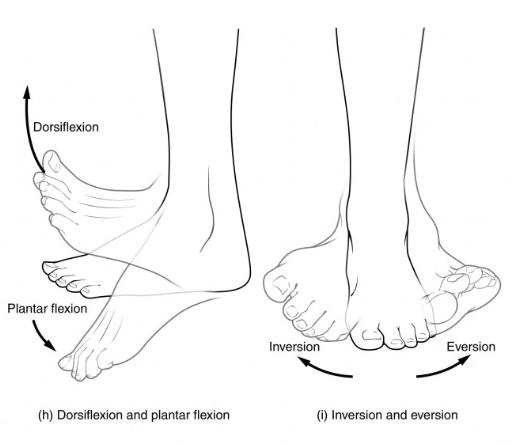 Dorsiflexion
Plantar flexion
(h) Dorsiflexion and plantar flexion
Inversion
Eversion
(i) Inversion and eversion